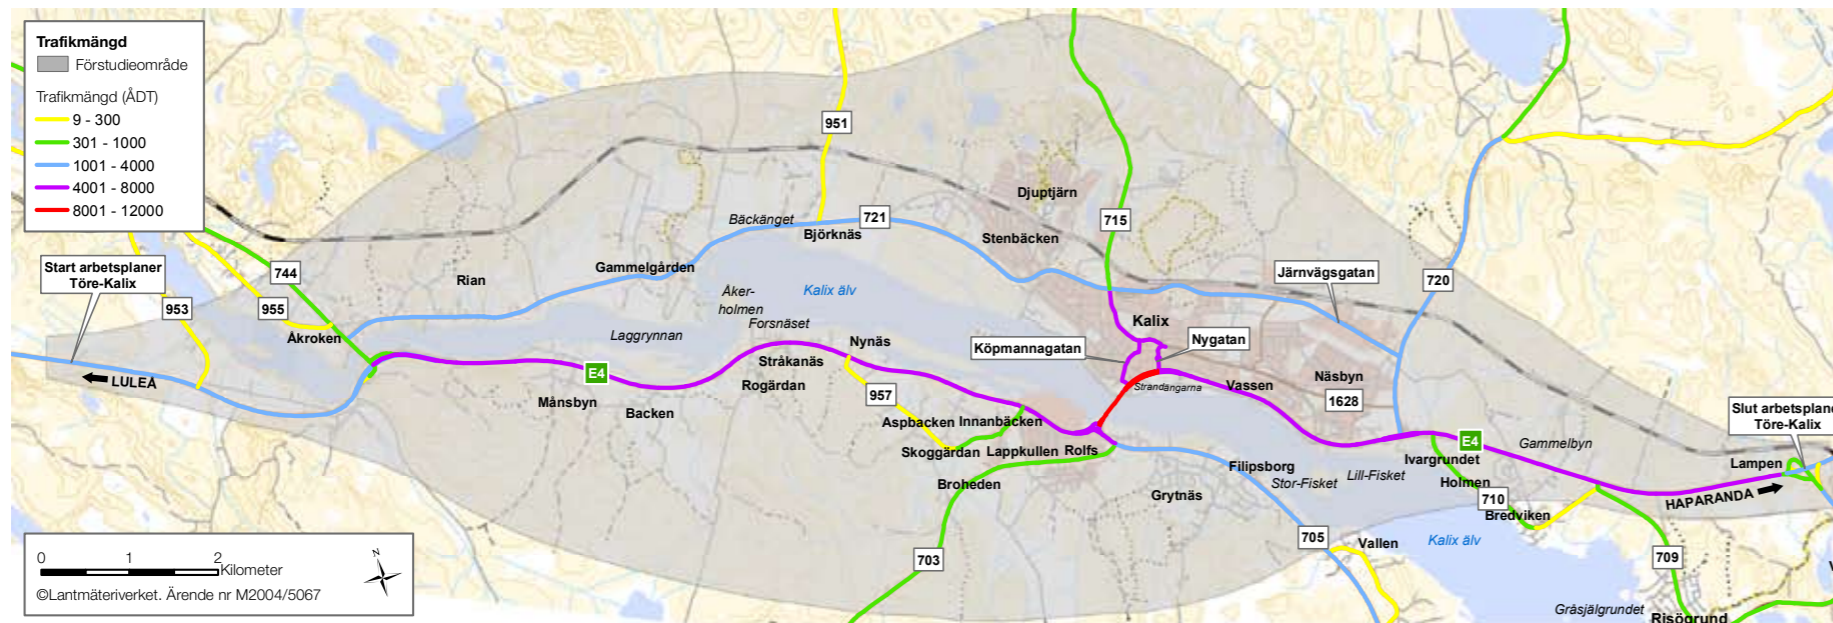 Trafikmängd
Förstudieområde
Trafikmängd (ÅDT)
9 - 300
301 - 1000
1001 - 4000
4001 - 8000
8001 - 12000
951
Djuptjärn
Bäckänget
721
715
Björknäs
Stenbäcken
Start arbetsplaner
Töre-Kalix
744
Rian
Gammelgården
Järnvägsgatan
720
Åker-
holmen
Kalix älv
953
955
Forsnäset
Kalix
Åkroken
Laggrynnan
Nynäs
Köpmannagatan
Nygatan
Stråkanäs
LULEÅ
E4
Rogärdan
Strandängarna
Vassen
Näsbyn
Månsbyn
957
1628
Backen
Aspbacken
Innanbäcken
Slut arbetsplane
Töre-Kalix
Skoggärdan
Lappkullen
Rolfs
E4
Gammelbyn
Ivargrundet
Lampen
Filipsborg
Lill-Fisket
Broheden
Stor-Fisket
Holmen
HAPARANDA
Grytnäs
710
Bredviken
705
Vallen
Kalix älv
703
709
0 1 2
Kilometer
N
©Lantmäteriverket. Ärende nr M2004/5067
Gräsjälgrundet
Risögrund